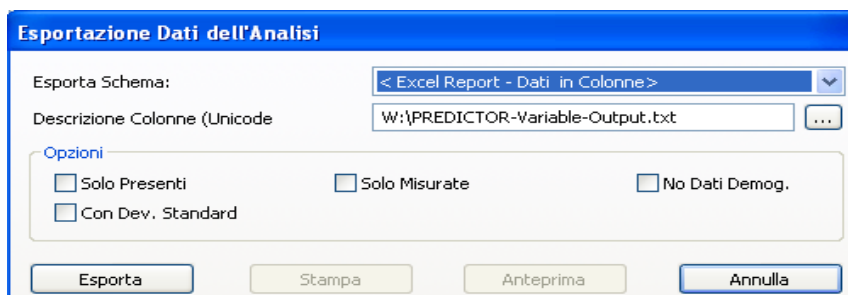 Esportazione Dati dell'Analisi
Esporta Schema: < Excel Report - Dati in Colonne>
Descrizione Colonne (Unicode W:\PREDICTOR-Variable-Output.txt ...
Opzioni
Solo Presenti Solo Misurate No Dati Demog.
Con Dev. Standard
Esporta Stampa Anteprima Annulla